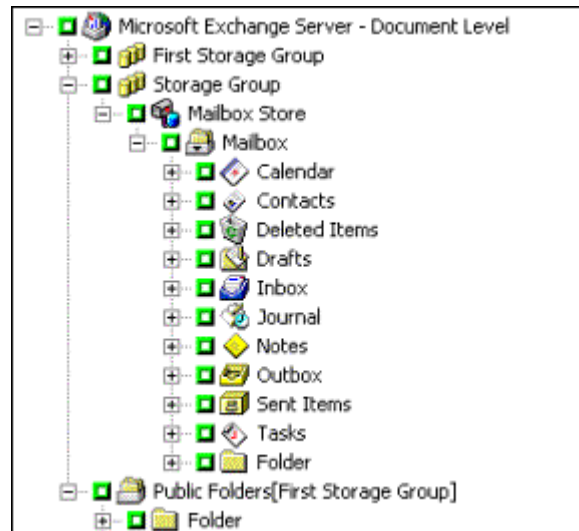 Microsoft Exchange Server - Document Level
First Storage Group
Storage Group
Mailbox Store
Mailbox
Calendar
Contacts
Deleted Items
Drafts
Inbox
Journal
Notes
Outbox
Sent Items
Tasks
Folder
Public Folders[First Storage Group]
Folder